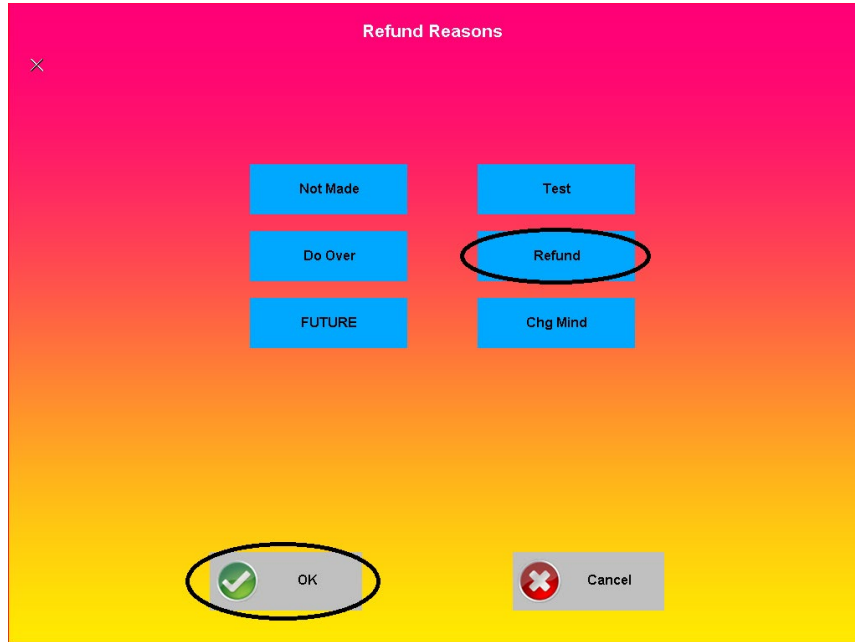 Refund Reasons
Not Made
Test
Do Over
Refund
FUTURE
Chg Mind
OK
Cancel